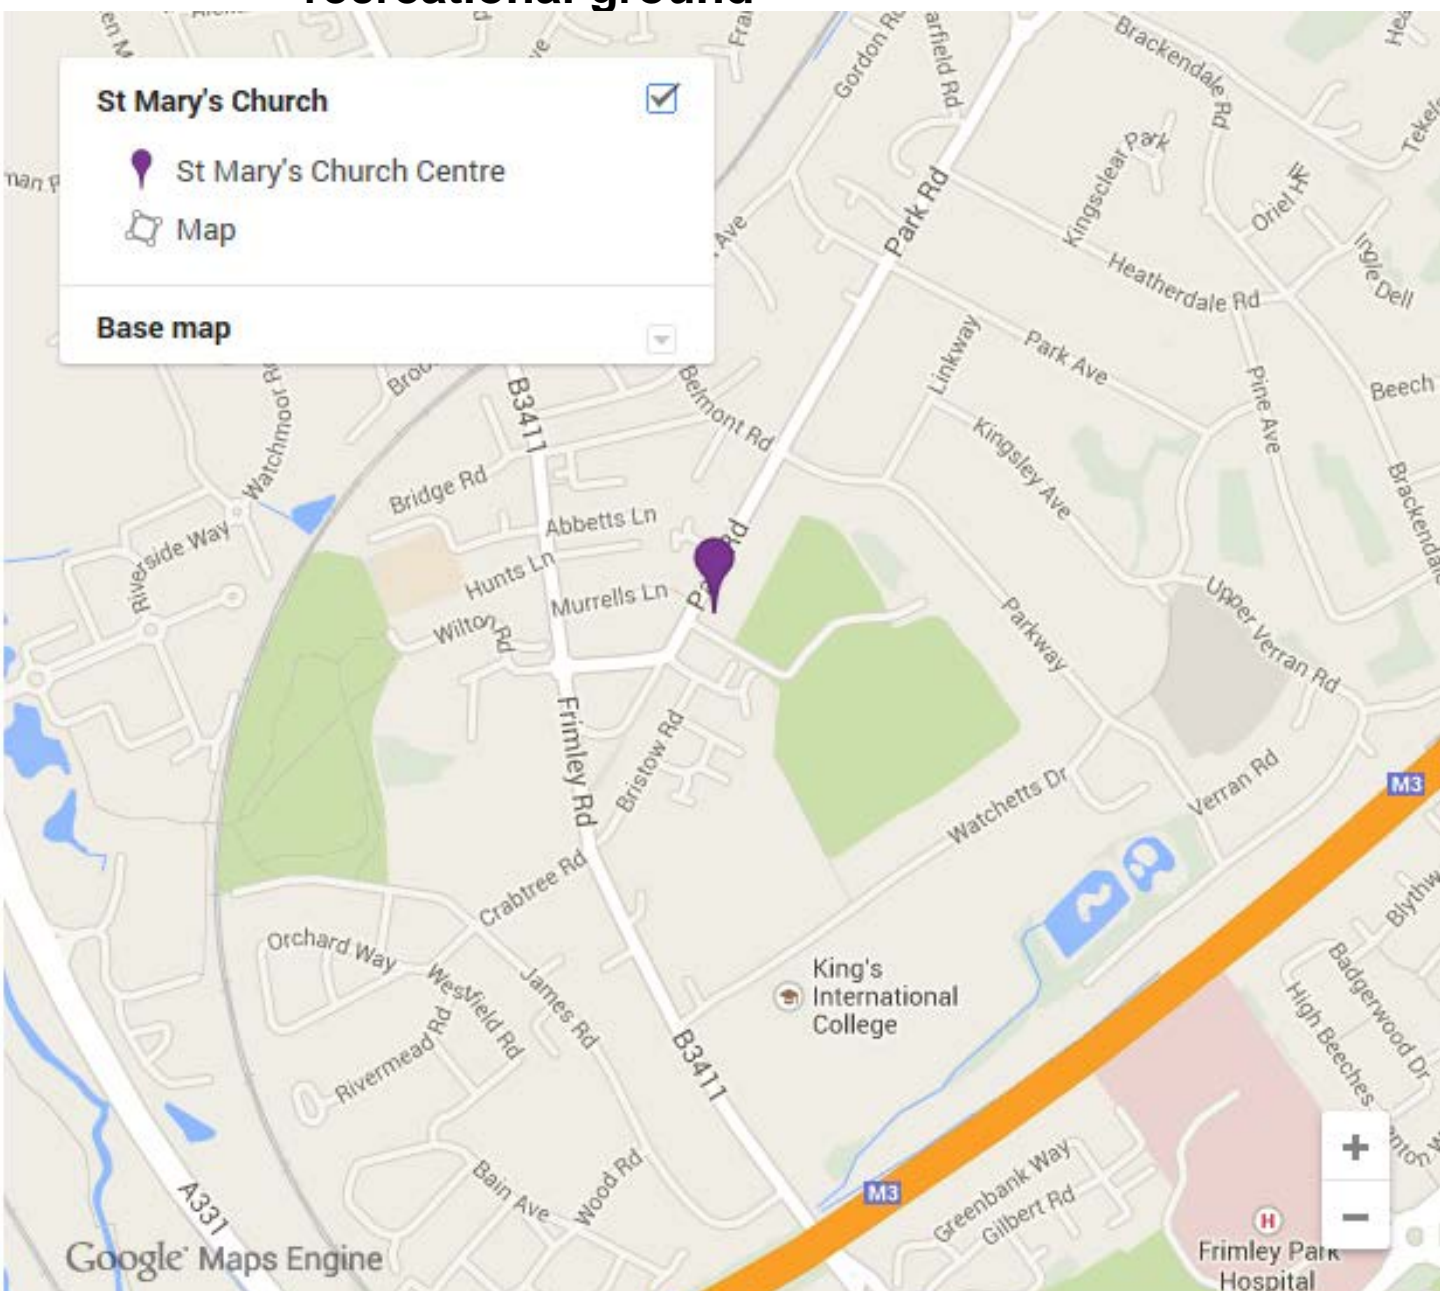 recreational ground
St Mary's Church
St Mary's Church Centre
Map
Base map
Gordon Rd
Brackendale Rd
Park Rd
Kingsclear Park
Oriel Hill
Ingle Dell
Heatherdale Rd
Linkway
Park Ave
Pine Ave
Beech
Watchmoor Rd
B3411
Belmont Rd
Kingsley Ave
Bridge Rd
Abbetts Ln
Riverside Way
Hunts Ln
Murrells Ln
Wilton Rd
Parkway
Upper Verran Rd
Frimley Rd
Bristow Rd
Watchetts Dr
Verran Rd
M3
Crabtree Rd
Orchard Way
Westfield Rd
James Rd
Rivermead Rd
King's
International
College
B3411
Badgerwood Dr
High Beeches
Bain Ave
Wood Rd
M3
Greenbank Way
Gilbert Rd
A331
H
Frimley Park
Hospital
Google Maps Engine